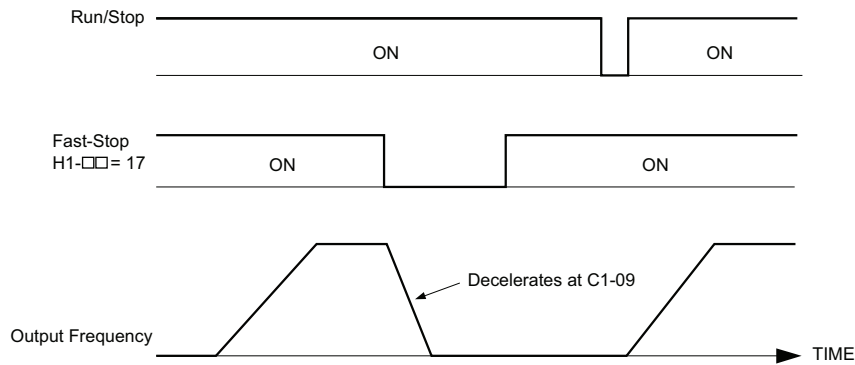 Run/Stop
ON
ON
Fast-Stop
H1-□□= 17
ON
ON
Decelerates at C1-09
Output Frequency
TIME